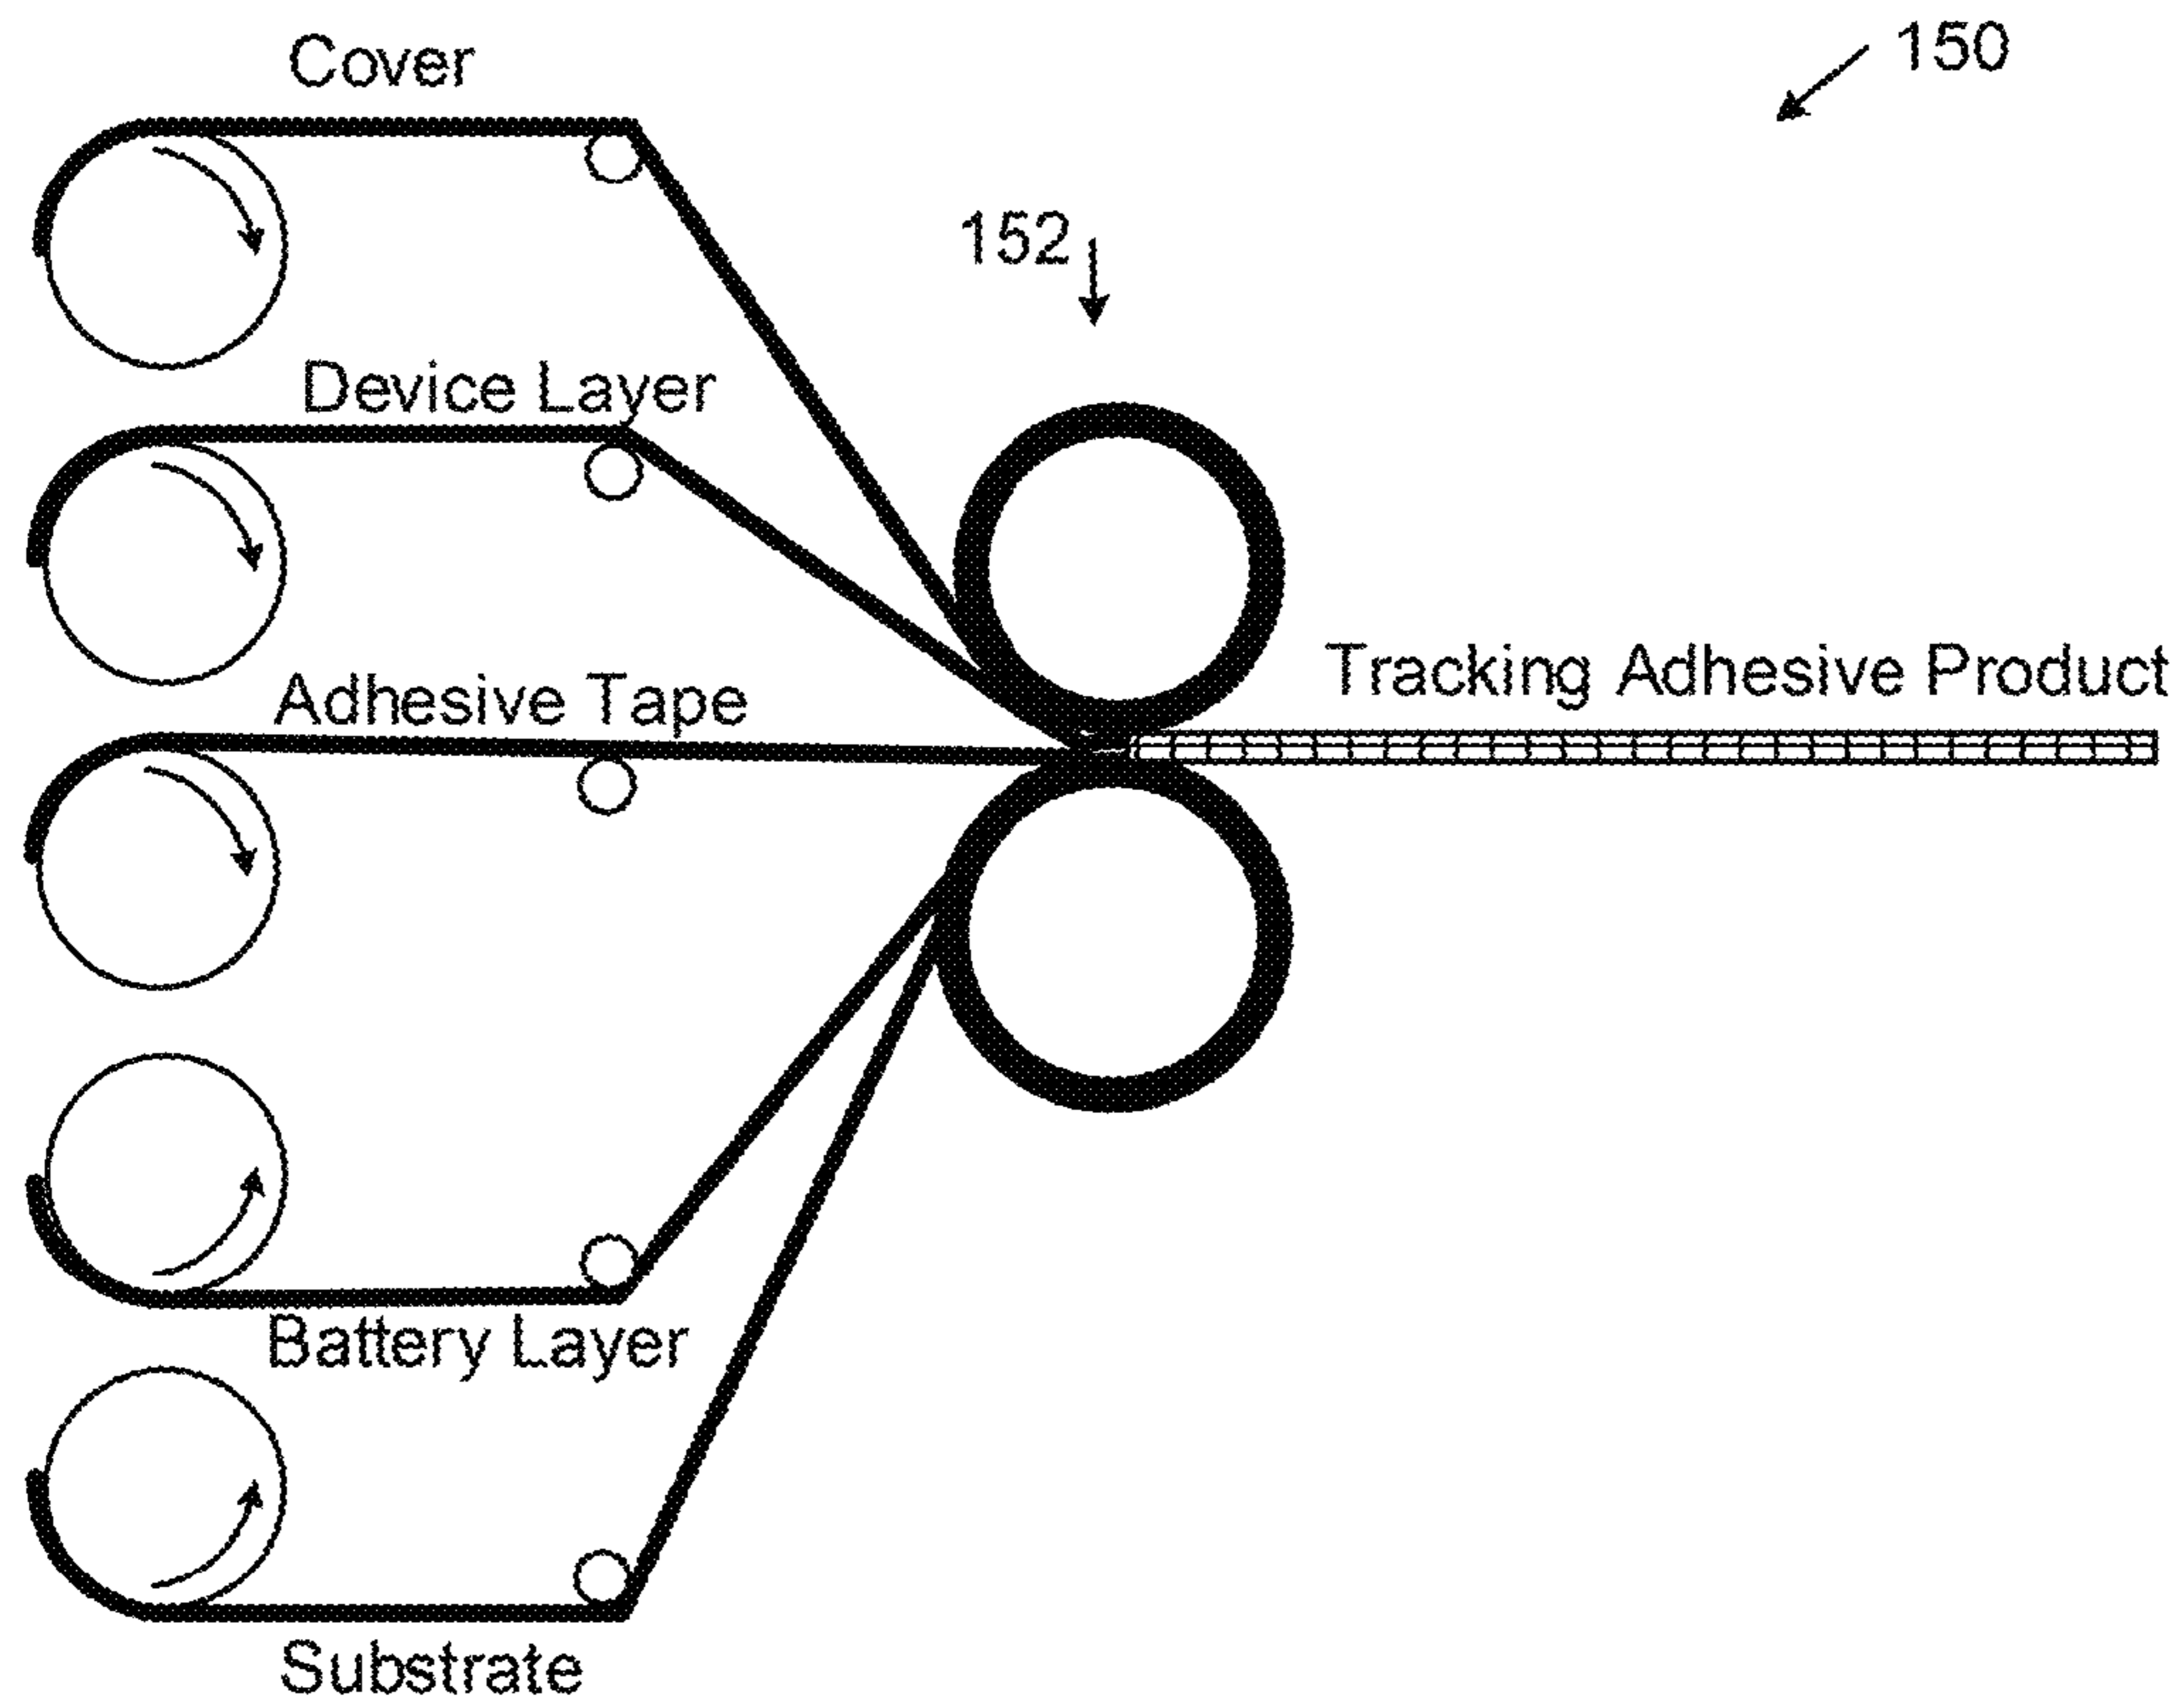 Cover
150
152
Device Layer
Adhesive Tape
Tracking Adhesive Product
Battery Layer
Substrate